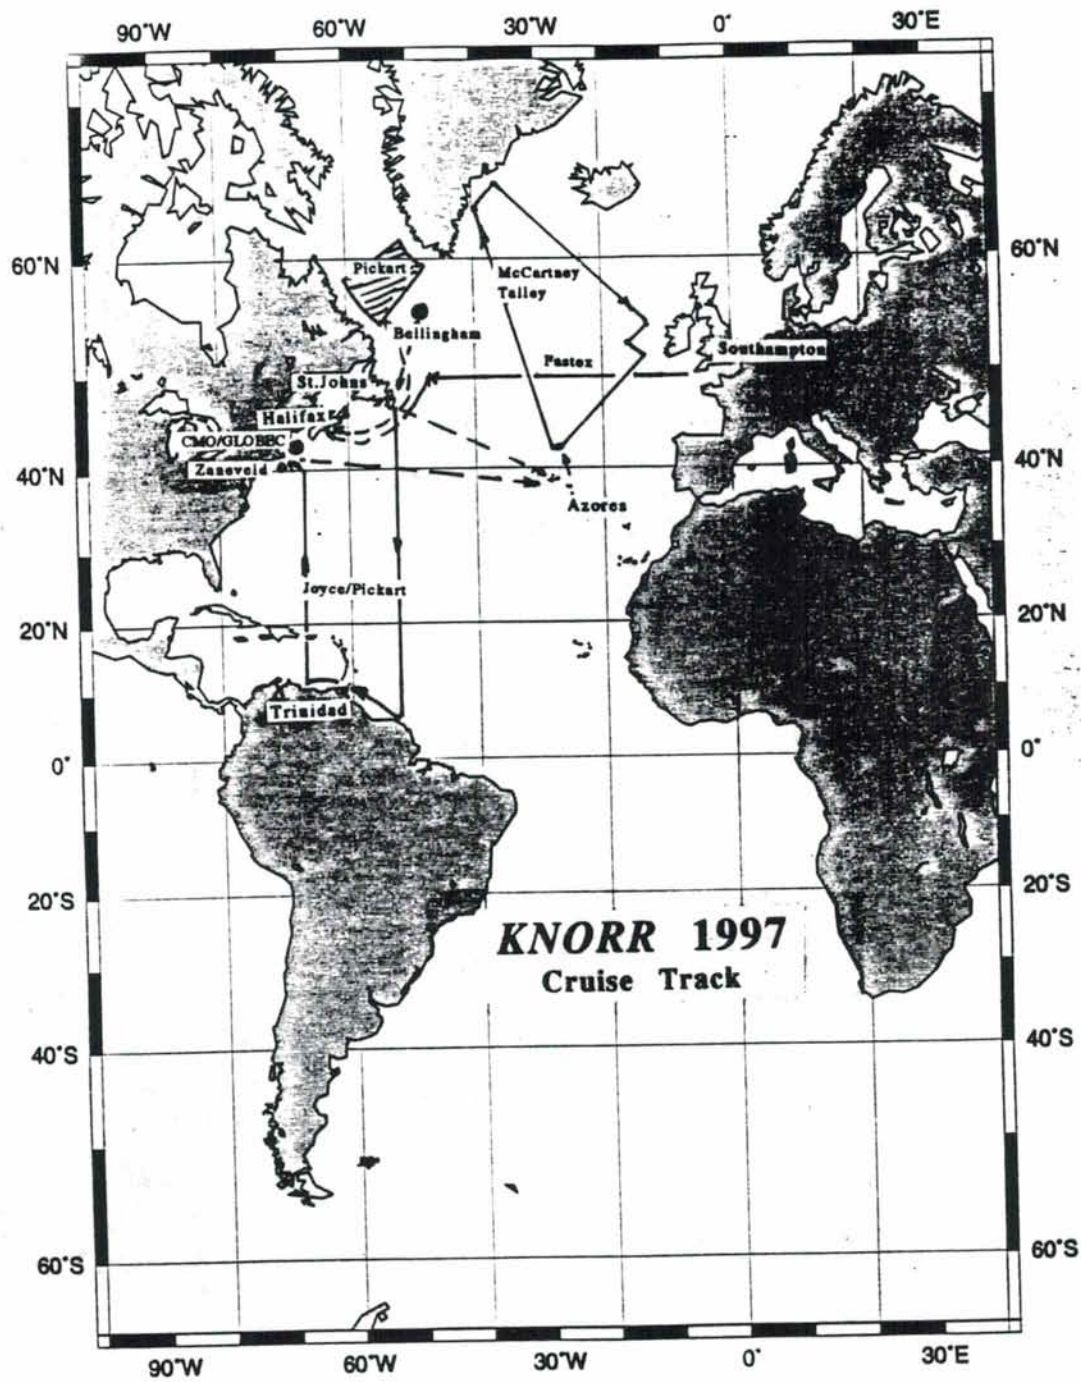 90°W 60°W 30°W 0° 30°E
60°N
60°N
Pickart
McCartney
Talley
Bellingham
Southampton
Pastex
St.Johns
Halifax
CMO/GLOBEC
Zaneveld
40°N
40°N
Azores
Joyce/Pickart
20°N
20°N
Trinidad
0°
0°
20°S
20°S
KNORR 1997
Cruise Track
40°S
40°S
60°S
60°S
90°W 60°W 30°W 0° 30°E